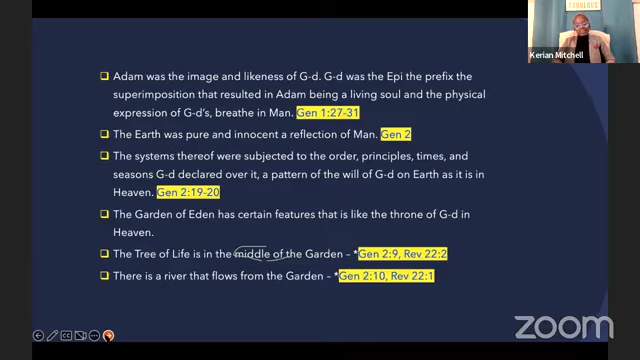 Adam was the image and likeness of G-d. G-d was the Epi the prefix the
superimposition that resulted in Adam being a living soul and the physical
expression of G-d's, breathe in Man. Gen 1:27-31
The Earth was pure and innocent a reflection of Man. Gen 2
The systems thereof were subjected to the order, principles, times, and
seasons G-d declared over it, a pattern of the will of G-d on Earth as it is in
Heaven. Gen 2:19-20
The Garden of Eden has certain features that is like the throne of G-d in
Heaven.
The Tree of Life is in the middle of the Garden – *Gen 2:9, Rev 22:2
There is a river that flows from the Garden – *Gen 2:10, Rev 22:1
Kerian Mitchell
zoom